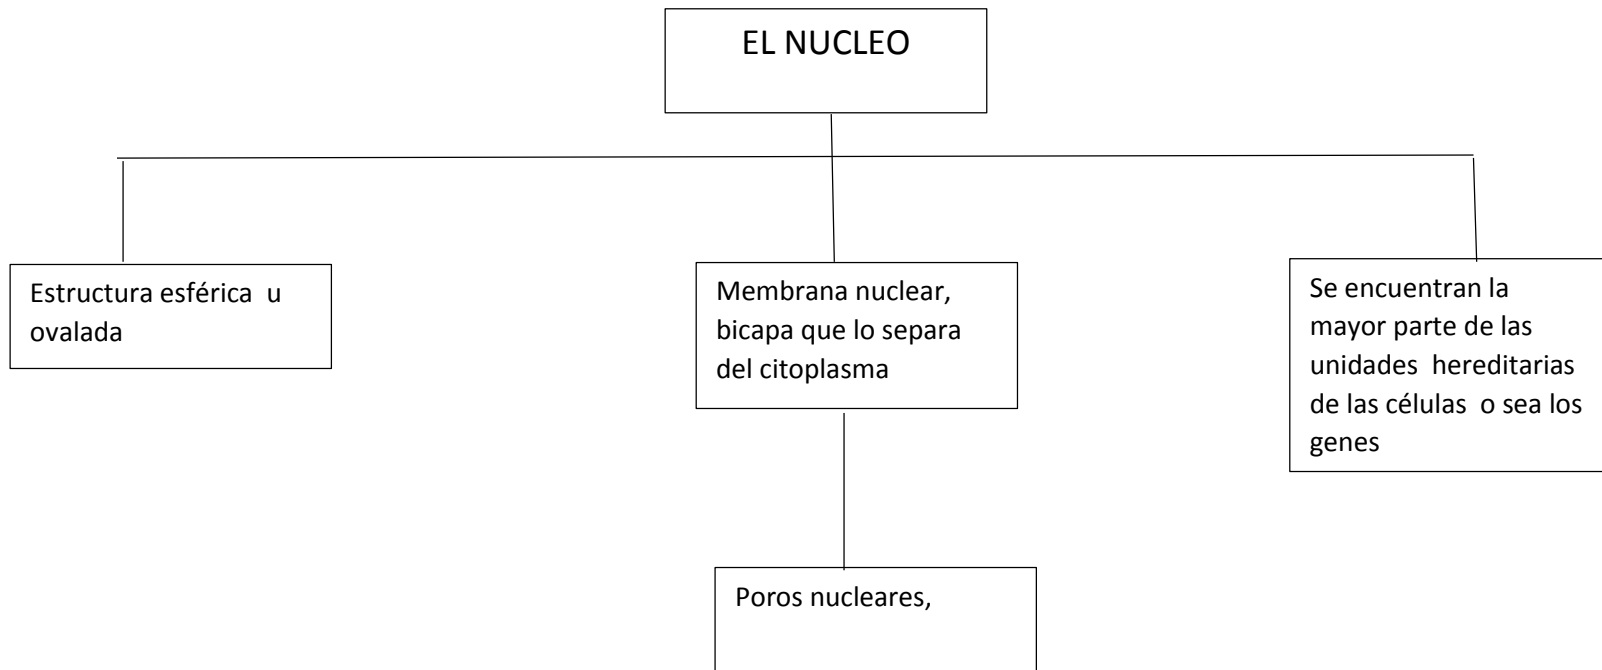 EL NUCLEO
Estructura esférica u
ovalada
Membrana nuclear,
bicapa que lo separa
del citoplasma
Se encuentran la
mayor parte de las
unidades hereditarias
de las células o sea los
genes
Poros nucleares,